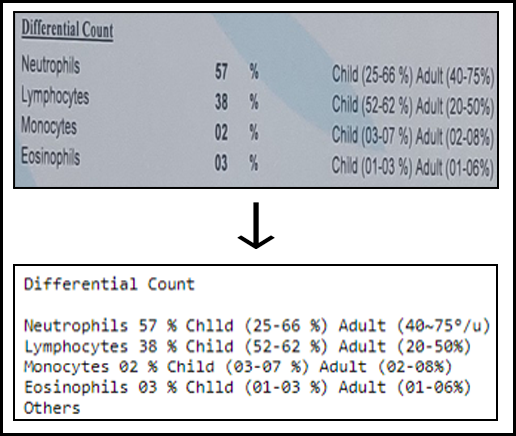 Differential Count
Neutrophils 57 % Child (25-66 %) Adult (40-75%)
Lymphocytes 38 % Child (52-62 %) Adult (20-50%)
Monocytes 02 % Child (03-07 %) Adult (02-08%)
Eosinophils 03 % Child (01-03 %) Adult (01-06%)
Differential Count
Neutrophils 57 % Chlld (25-66 %) Adult (40~75°/u)
Lymphocytes 38 % Child (52-62 %) Adult (20-50%)
Monocytes 02 % Child (03-07 %) Adult (02-08%)
Eosinophils 03 % Chlld (01-03 %) Adult (01-06%)
Others